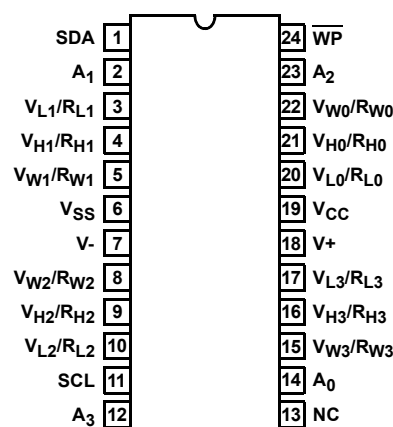 SDA 1 24 W̅P̅
A1 2 23 A2
VL1/RL1 3 22 VW0/RW0
VH1/RH1 4 21 VH0/RH0
VW1/RW1 5 20 VL0/RL0
VSS 6 19 VCC
V- 7 18 V+
VW2/RW2 8 17 VL3/RL3
VH2/RH2 9 16 VH3/RH3
VL2/RL2 10 15 VW3/RW3
SCL 11 14 A0
A3 12 13 NC